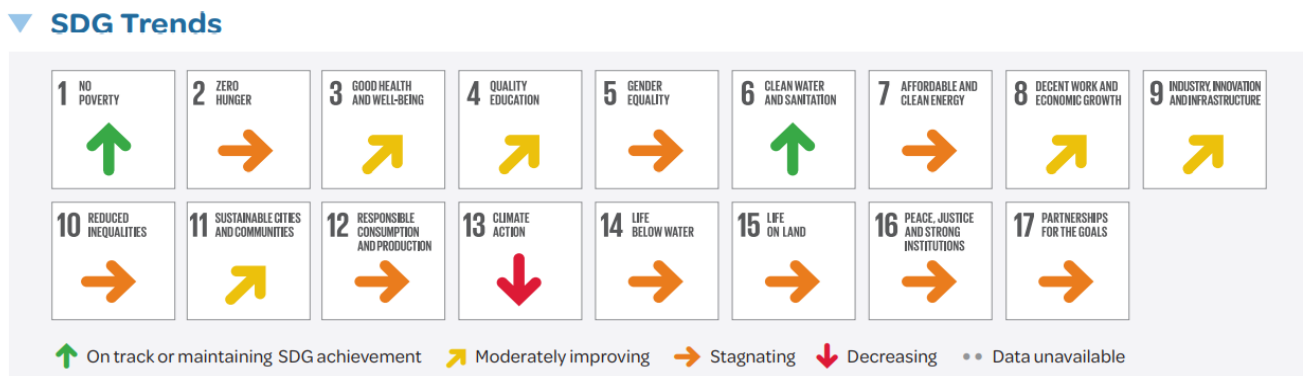 SDG Trends
1 NO
POVERTY
2 ZERO
HUNGER
3 GOOD HEALTH
AND WELL-BEING
4 QUALITY
EDUCATION
5 GENDER
EQUALITY
6 CLEAN WATER
AND SANITATION
7 AFFORDABLE AND
CLEAN ENERGY
8 DECENT WORK AND
ECONOMIC GROWTH
9 INDUSTRY, INNOVATION
AND INFRASTRUCTURE
10 REDUCED
INEQUALITIES
11 SUSTAINABLE CITIES
AND COMMUNITIES
12 RESPONSIBLE
CONSUMPTION
AND PRODUCTION
13 CLIMATE
ACTION
14 LIFE
BELOW WATER
15 LIFE
ON LAND
16 PEACE, JUSTICE
AND STRONG
INSTITUTIONS
17 PARTNERSHIPS
FOR THE GOALS
On track or maintaining SDG achievement Moderately improving Stagnating Decreasing Data unavailable